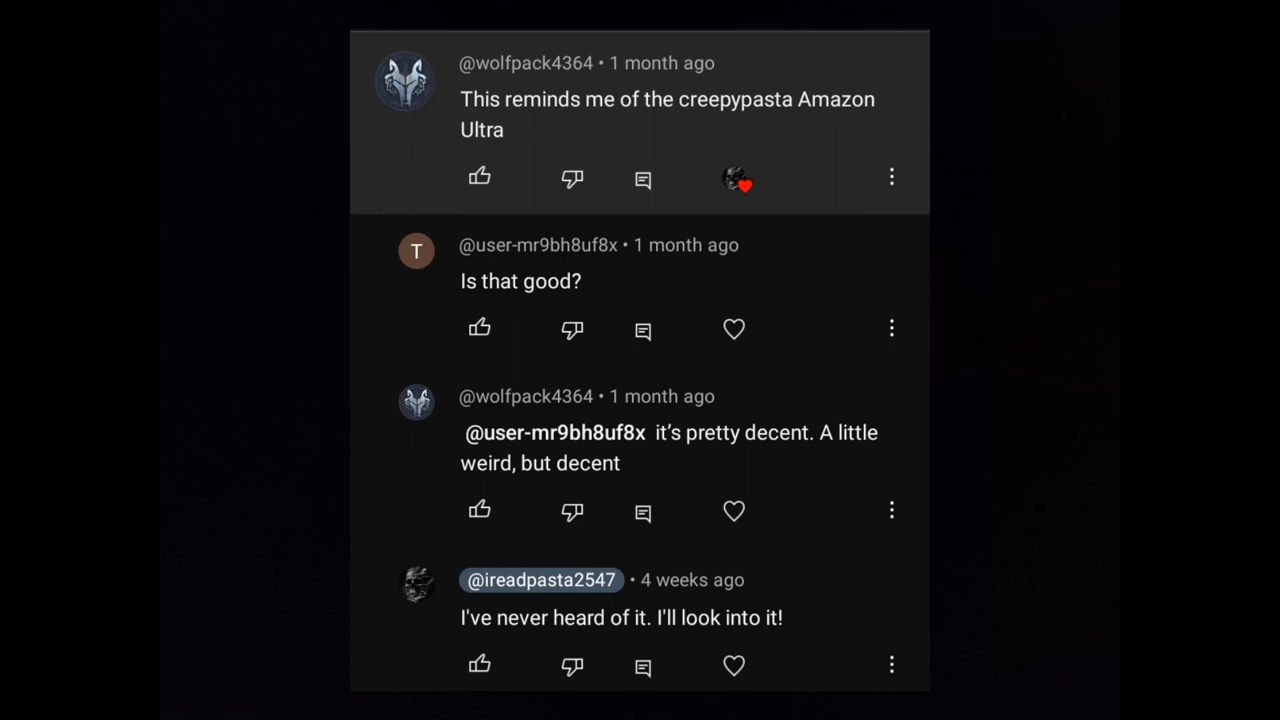 @wolfpack4364 • 1 month ago
This reminds me of the creepypasta Amazon
Ultra
T
@user-mr9bh8uf8x • 1 month ago
Is that good?
@wolfpack4364 • 1 month ago
@user-mr9bh8uf8x it’s pretty decent. A little
weird, but decent
@ireadpasta2547 • 4 weeks ago
I've never heard of it. I'll look into it!